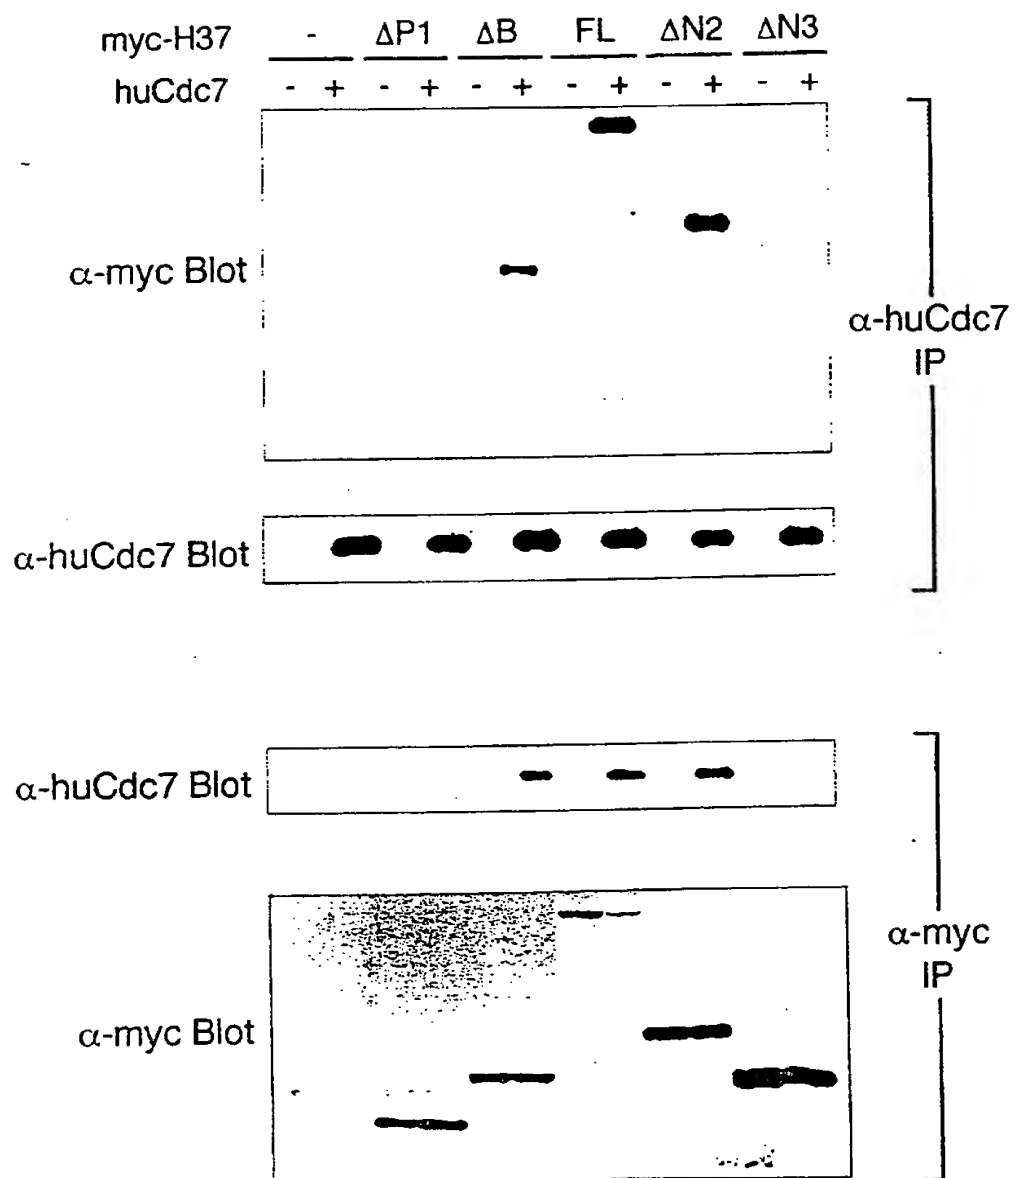 myc-H37 - ΔP1 ΔB FL ΔN2 ΔN3
huCdc7 - + - + - + - + - + - +
α-myc Blot
α-huCdc7
IP
α-huCdc7 Blot
α-huCdc7 Blot
α-myc
IP
α-myc Blot